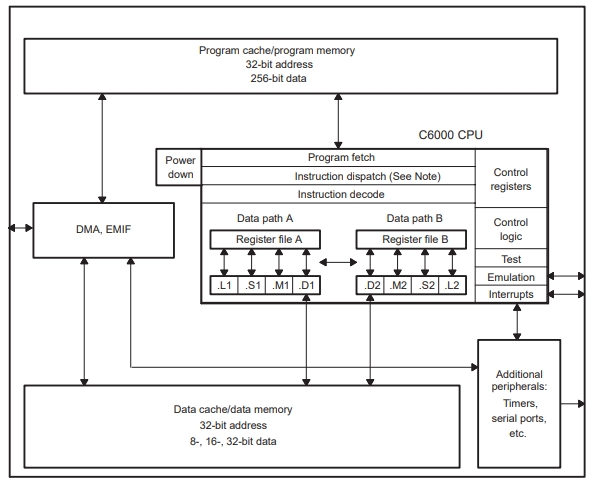 Program cache/program memory
32-bit address
256-bit data
C6000 CPU
Power
down
Program fetch
Instruction dispatch (See Note)
Instruction decode
Control
registers
Control
logic
Test
Emulation
Interrupts
Data path A
Data path B
Register file A
Register file B
.L1 .S1 .M1 .D1
.D2 .M2 .S2 .L2
DMA, EMIF
Additional
peripherals:
Timers,
serial ports,
etc.
Data cache/data memory
32-bit address
8-, 16-, 32-bit data